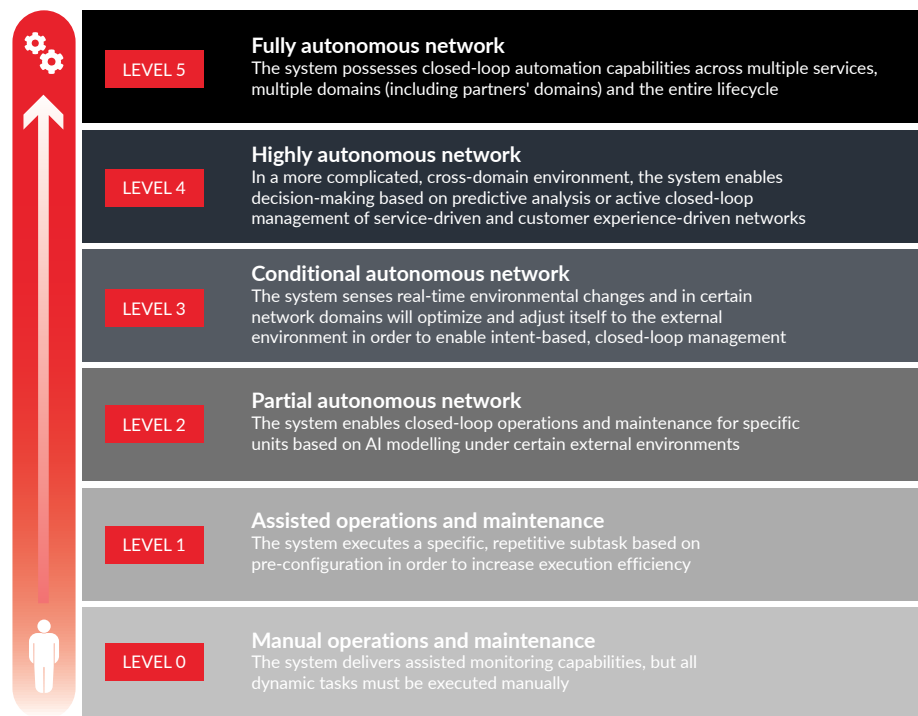 LEVEL 5
Fully autonomous network
The system possesses closed-loop automation capabilities across multiple services,
multiple domains (including partners' domains) and the entire lifecycle
LEVEL 4
Highly autonomous network
In a more complicated, cross-domain environment, the system enables
decision-making based on predictive analysis or active closed-loop
management of service-driven and customer experience-driven networks
LEVEL 3
Conditional autonomous network
The system senses real-time environmental changes and in certain
network domains will optimize and adjust itself to the external
environment in order to enable intent-based, closed-loop management
LEVEL 2
Partial autonomous network
The system enables closed-loop operations and maintenance for specific
units based on AI modelling under certain external environments
LEVEL 1
Assisted operations and maintenance
The system executes a specific, repetitive subtask based on
pre-configuration in order to increase execution efficiency
LEVEL 0
Manual operations and maintenance
The system delivers assisted monitoring capabilities, but all
dynamic tasks must be executed manually